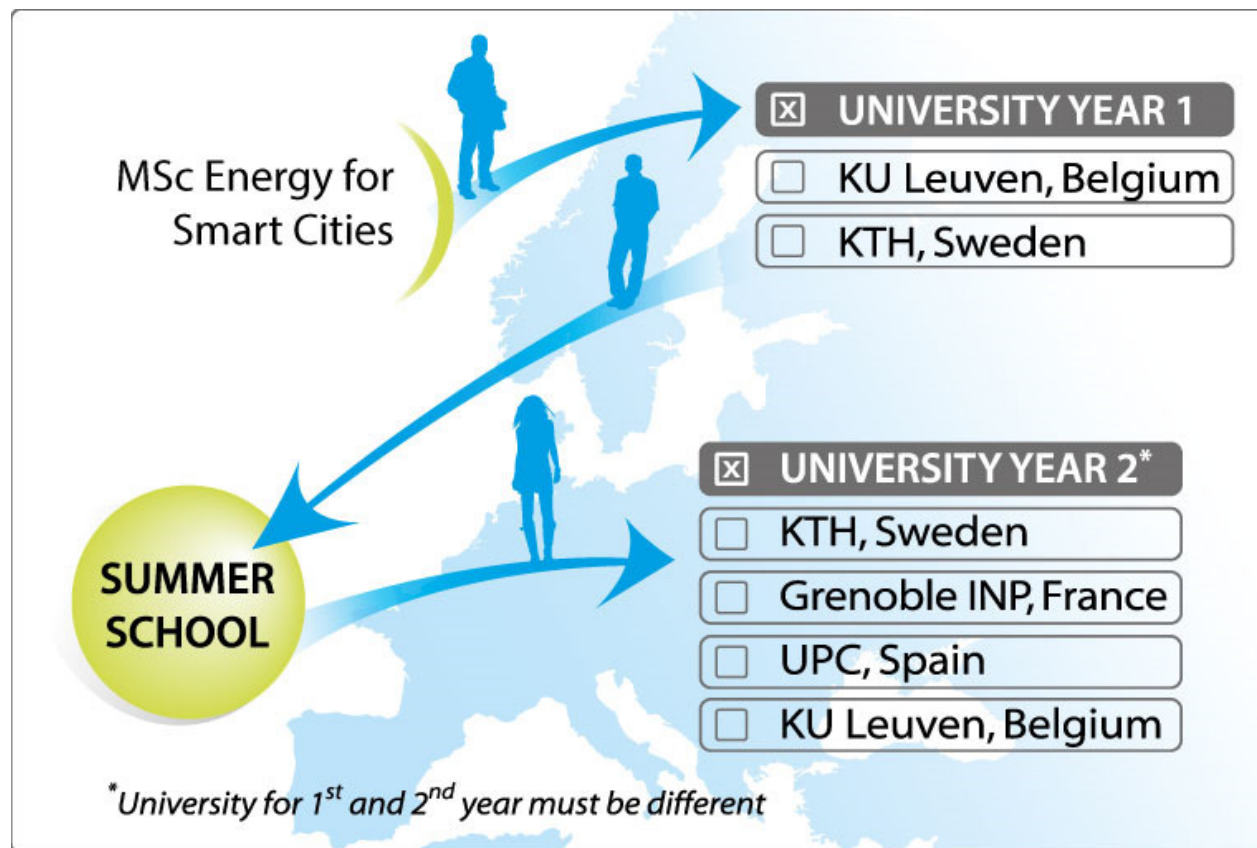 MSc Energy for
Smart Cities
UNIVERSITY YEAR 1
KU Leuven, Belgium
KTH, Sweden
SUMMER
SCHOOL
UNIVERSITY YEAR 2*
KTH, Sweden
Grenoble INP, France
UPC, Spain
KU Leuven, Belgium
*University for 1st and 2nd year must be different